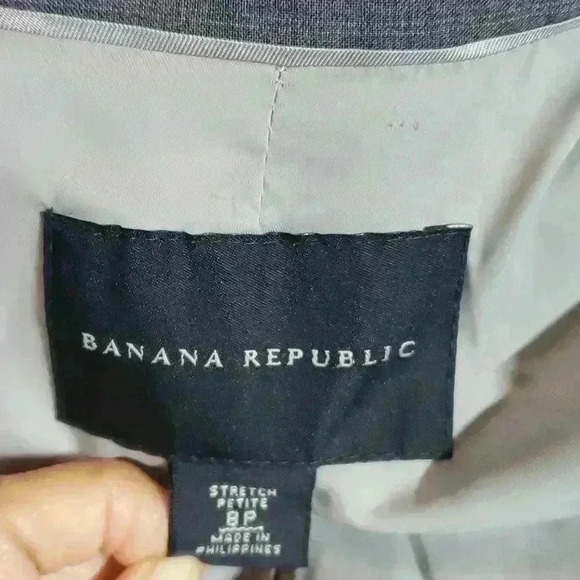 BANANA REPUBLIC
STRETCH
PETITE
8P
MADE IN
PHILIPPINES